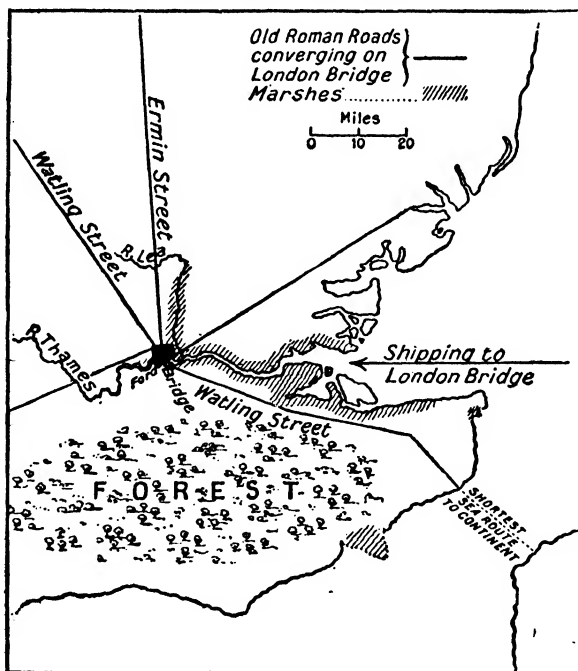 Old Roman Roads
converging on
London Bridge
Marshes............
Miles
0 10 20
Ermin Street
Watling Street
R. Lea
R. Thames
Ford
Bridge
Shipping to
London Bridge
Watling Street
FOREST
SHORTEST
SEA ROUTE
TO CONTINENT